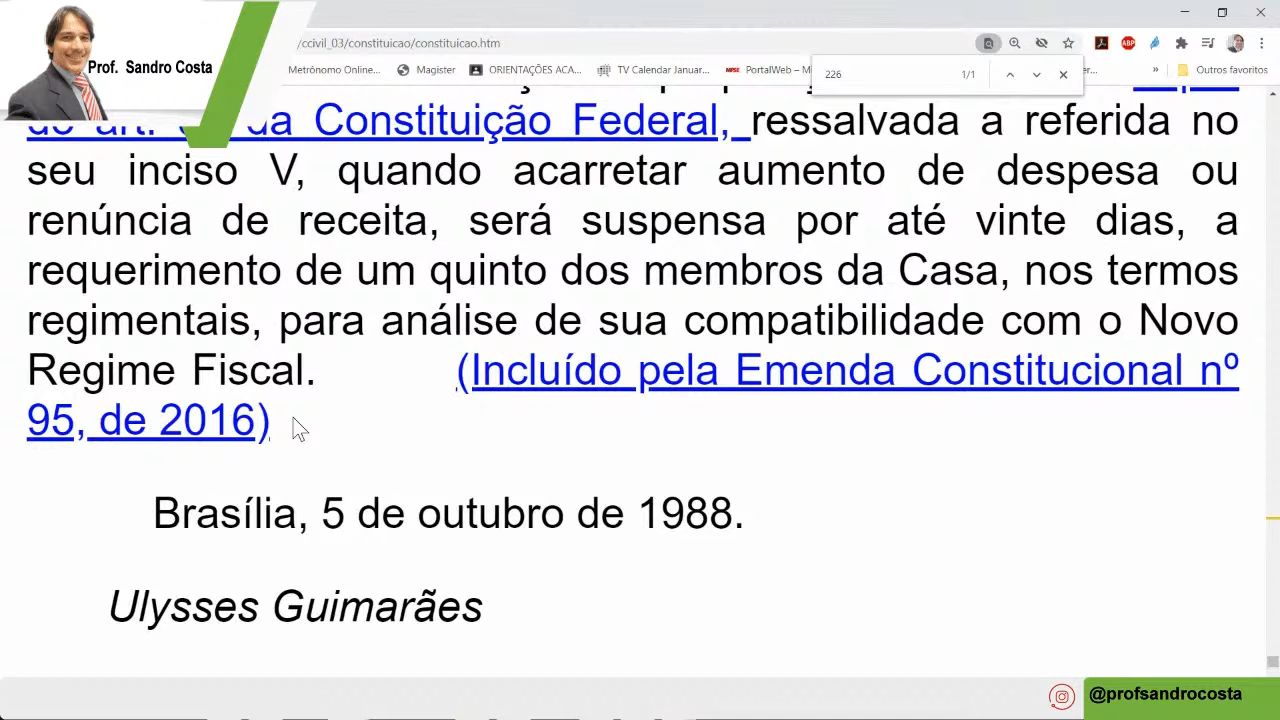 Prof. Sandro Costa
/ccivil_03/constituicao/constituicao.htm
Metrônomo Online...
Magister
ORIENTAÇÕES ACA...
TV Calendar Januar...
PortalWeb – M
Outros favoritos
226
1/1
ABP
da Constituição Federal, ressalvada a referida no
seu inciso V, quando acarretar aumento de despesa ou
renúncia de receita, será suspensa por até vinte dias, a
requerimento de um quinto dos membros da Casa, nos termos
regimentais, para análise de sua compatibilidade com o Novo
Regime Fiscal. (Incluído pela Emenda Constitucional nº
95, de 2016)
Brasília, 5 de outubro de 1988.
Ulysses Guimarães
@profsandrocosta